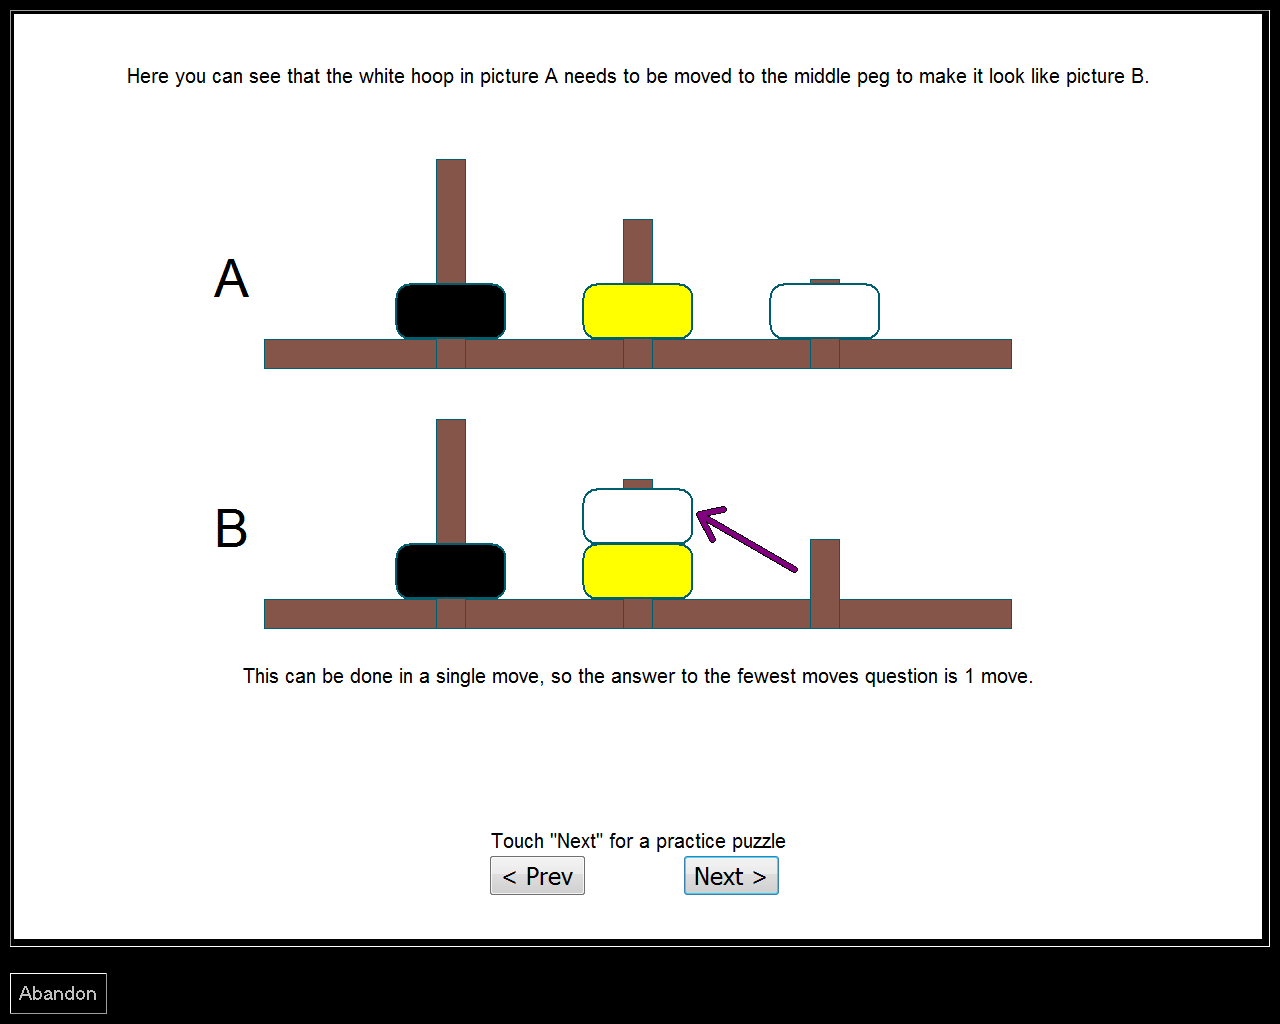 Here you can see that the white hoop in picture A needs to be moved to the middle peg to make it look like picture B.
A
B
This can be done in a single move, so the answer to the fewest moves question is 1 move.
Touch "Next" for a practice puzzle
< Prev
Next >
Abandon